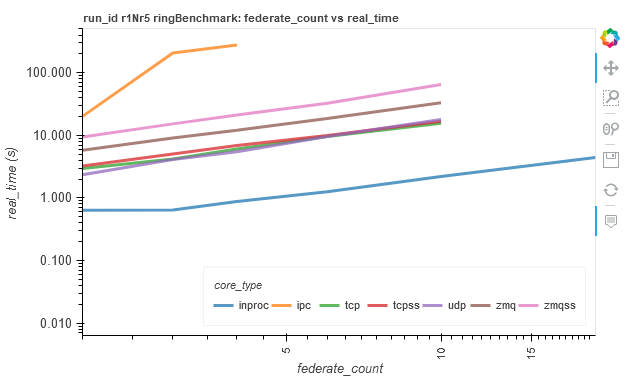 run_id r1Nr5 ringBenchmark: federate_count vs real_time
real_time (s)
100.000
10.000
1.000
0.100
0.010
core_type
inproc ipc tcp tcpss udp zmq zmqss
5 10 15
federate_count